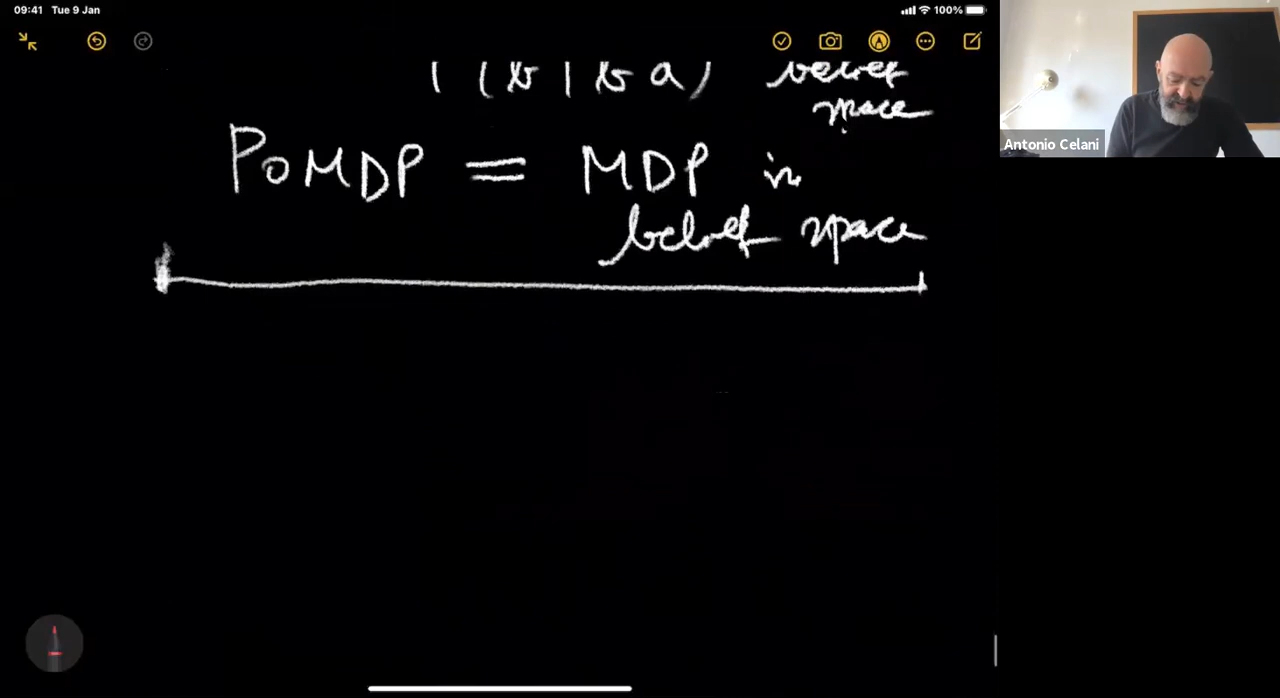 09:41 Tue 9 Jan
100%
belief
space
POMDP = MDP in
belief space
Antonio Celani